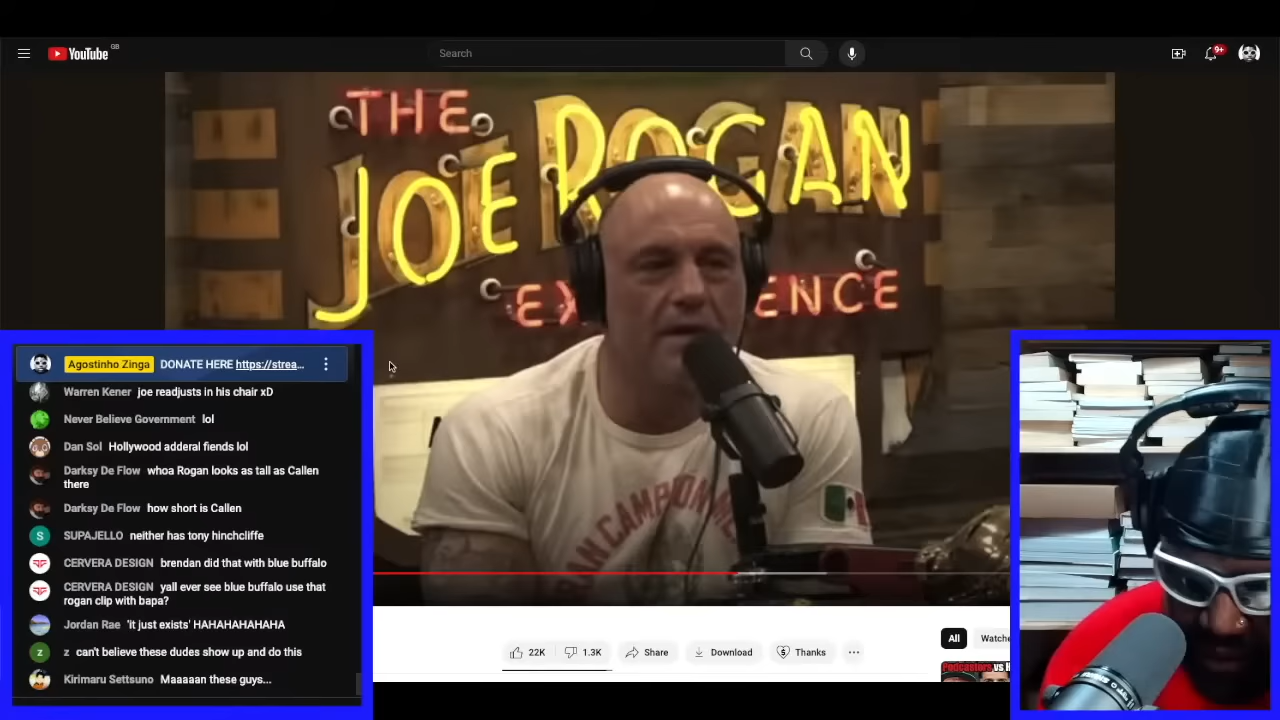 YouTube GB
Search
9+
THE
JOE ROGAN
EX ENCE
Agostinho Zinga DONATE HERE https://strea...
Warren Kener joe readjusts in his chair xD
Never Believe Government lol
Dan Sol Hollywood adderal fiends lol
Darksy De Flow whoa Rogan looks as tall as Callen
there
Darksy De Flow how short is Callen
S SUPAJELLO neither has tony hinchcliffe
CERVERA DESIGN brendan did that with blue buffalo
CERVERA DESIGN yall ever see blue buffalo use that
rogan clip with bapa?
Jordan Rae 'it just exists' HAHAHAHAHAHA
z z can't believe these dudes show up and do this
Kirimaru Settsuno Maaaaan these guys...
22K 1.3K Share Download Thanks
All Watche
Podcastors vs H